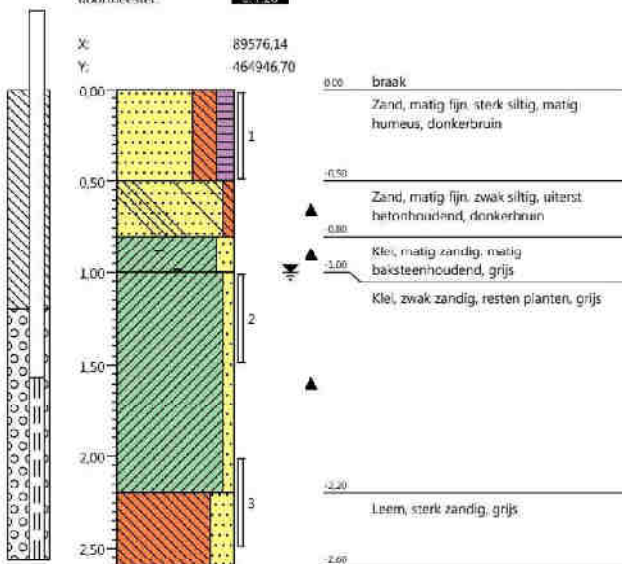 X: 89576,14
Y: 464946,70
0,00
0,50
1,00
1,50
2,00
2,50
1
2
3
0.00 braak
Zand, matig fijn, sterk siltig, matig
humeus, donkerbruin
-0.50
Zand, matig fijn, zwak siltig, uiterst
betonhoudend, donkerbruin
-0.80
Klei, matig zandig, matig
baksteenhoudend, grijs
-1.00
Klei, zwak zandig, resten planten, grijs
-2.20
Leem, sterk zandig, grijs
-2.60